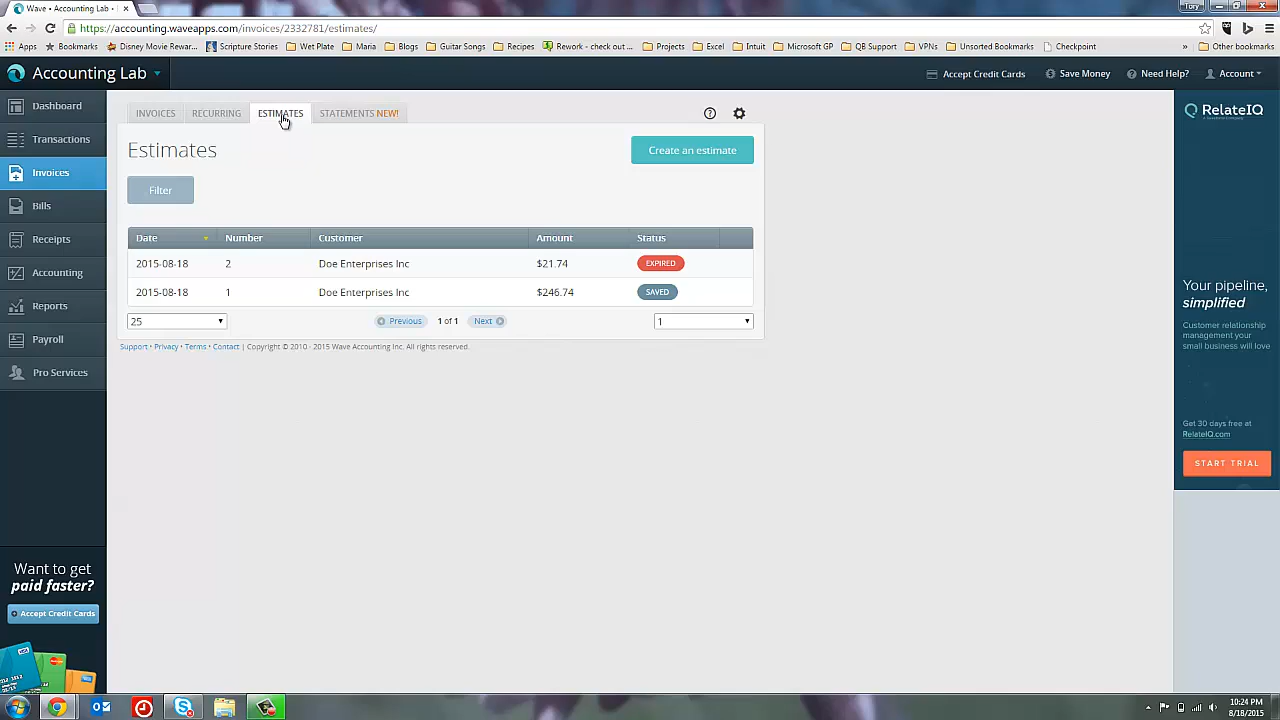 Wave • Accounting Lab •
Tory
https://accounting.waveapps.com/invoices/2332781/estimates/
Apps Bookmarks Disney Movie Rewar... Scripture Stories Wet Plate Maria Blogs Guitar Songs Recipes Rework - check out ... Projects Excel Intuit Microsoft GP QB Support VPNs Unsorted Bookmarks Checkpoint » Other bookmarks
Accounting Lab
Accept Credit Cards Save Money Need Help? Account
Dashboard
Transactions
Invoices
Bills
Receipts
Accounting
Reports
Payroll
Pro Services
Want to get
paid faster?
Accept Credit Cards
INVOICES RECURRING ESTIMATES STATEMENTS NEW!
Estimates
Create an estimate
Filter
Date Number Customer Amount Status
2015-08-18 2 Doe Enterprises Inc $21.74 EXPIRED
2015-08-18 1 Doe Enterprises Inc $246.74 SAVED
25 Previous 1 of 1 Next 1
Support • Privacy • Terms • Contact | Copyright © 2010 - 2015 Wave Accounting Inc. All rights reserved.
RelateIQ
Your pipeline,
simplified
Customer relationship
management your
small business will love
Get 30 days free at
RelateIQ.com
START TRIAL
10:24 PM
8/18/2015